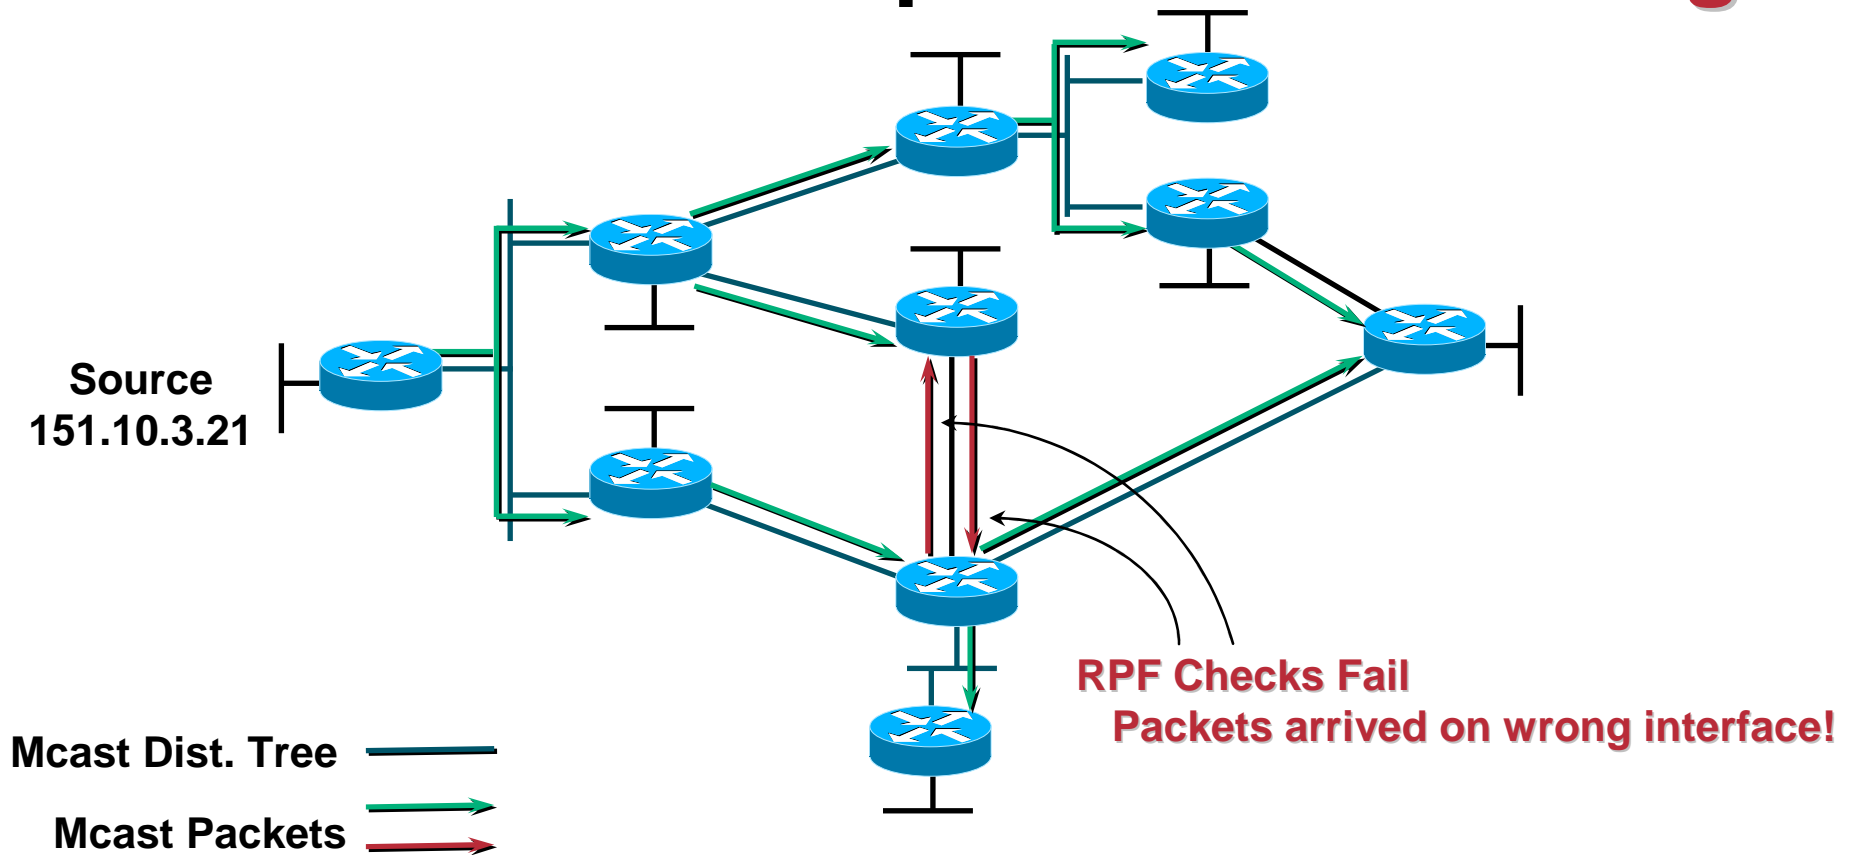 Source
151.10.3.21
RPF Checks Fail
Packets arrived on wrong interface!
Mcast Dist. Tree
Mcast Packets